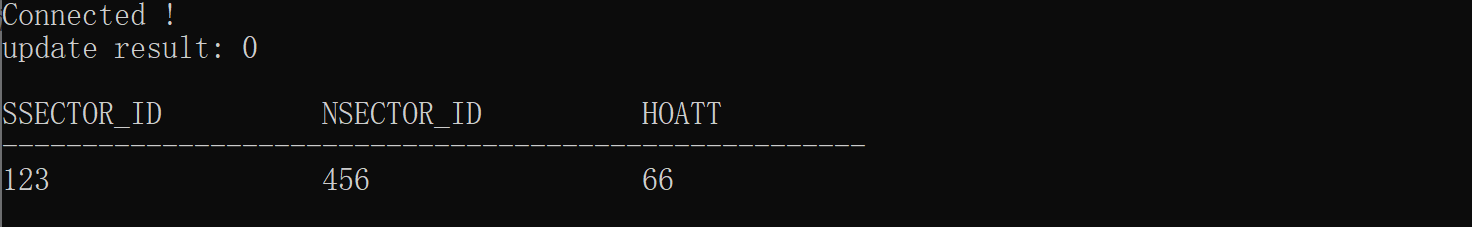 Connected !
update result: 0
SSECTOR_ID NSECTOR_ID HOATT
------------------------------------------------------
123 456 66